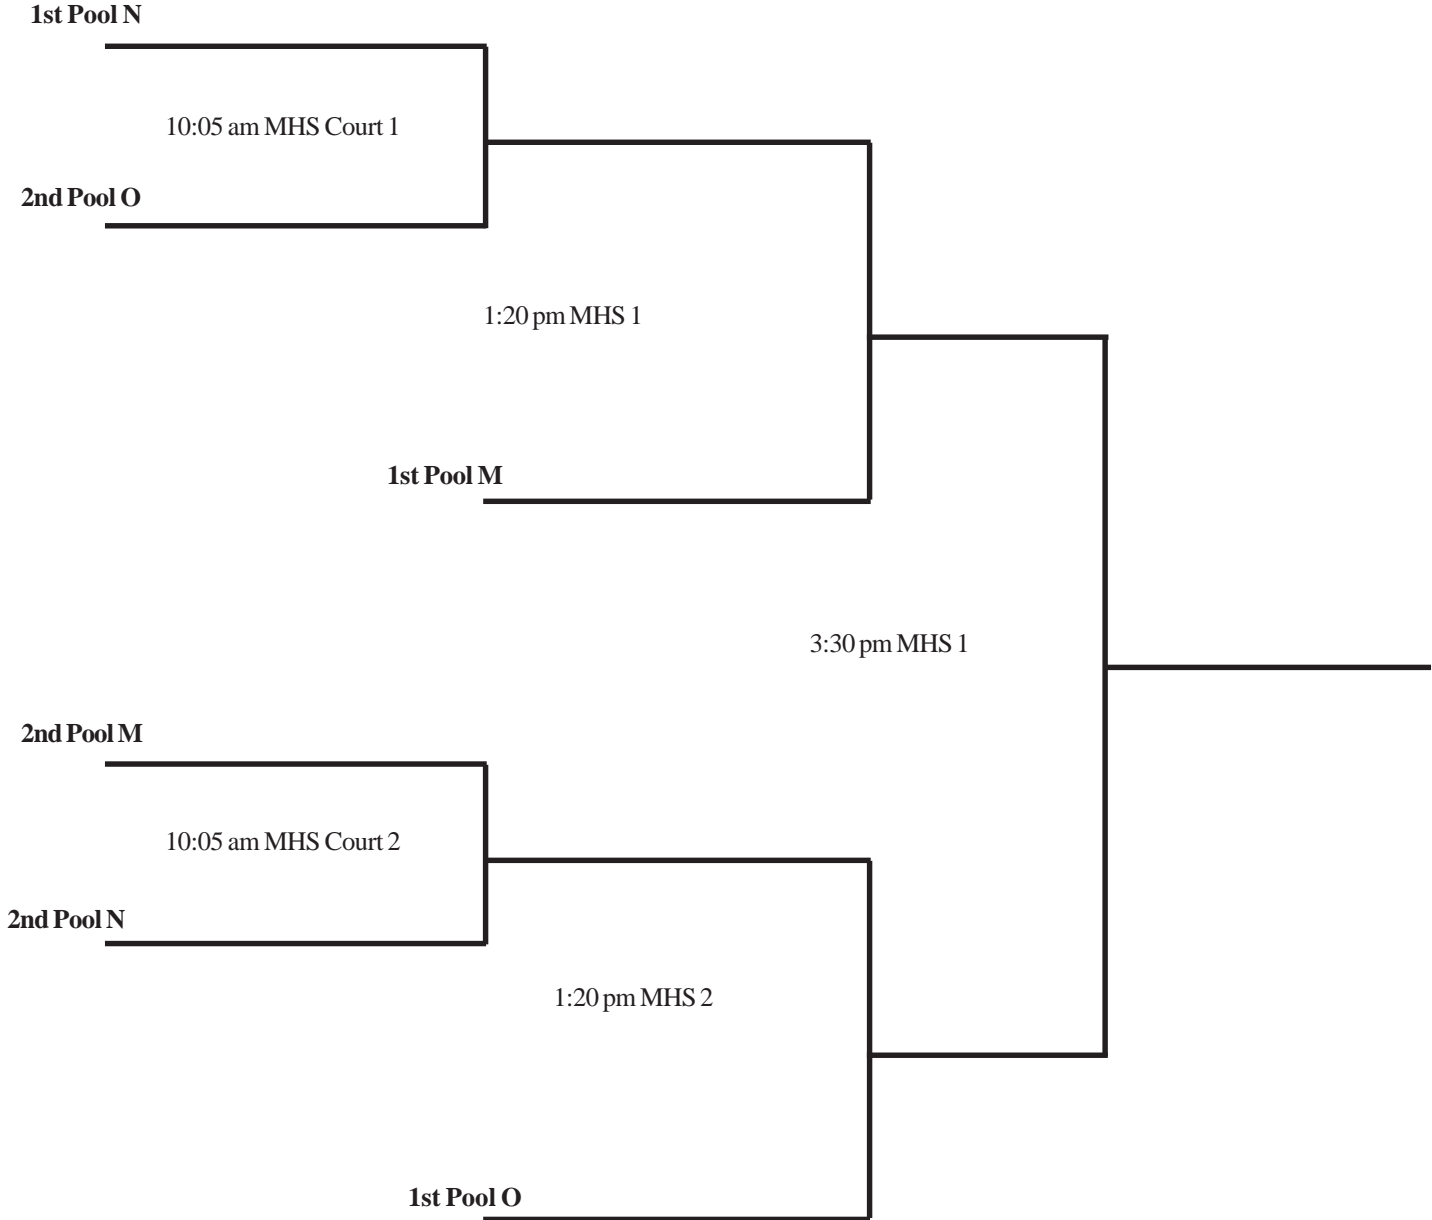 1st Pool N
10:05 am MHS Court 1
2nd Pool O
1:20 pm MHS 1
1st Pool M
3:30 pm MHS 1
2nd Pool M
10:05 am MHS Court 2
2nd Pool N
1:20 pm MHS 2
1st Pool O